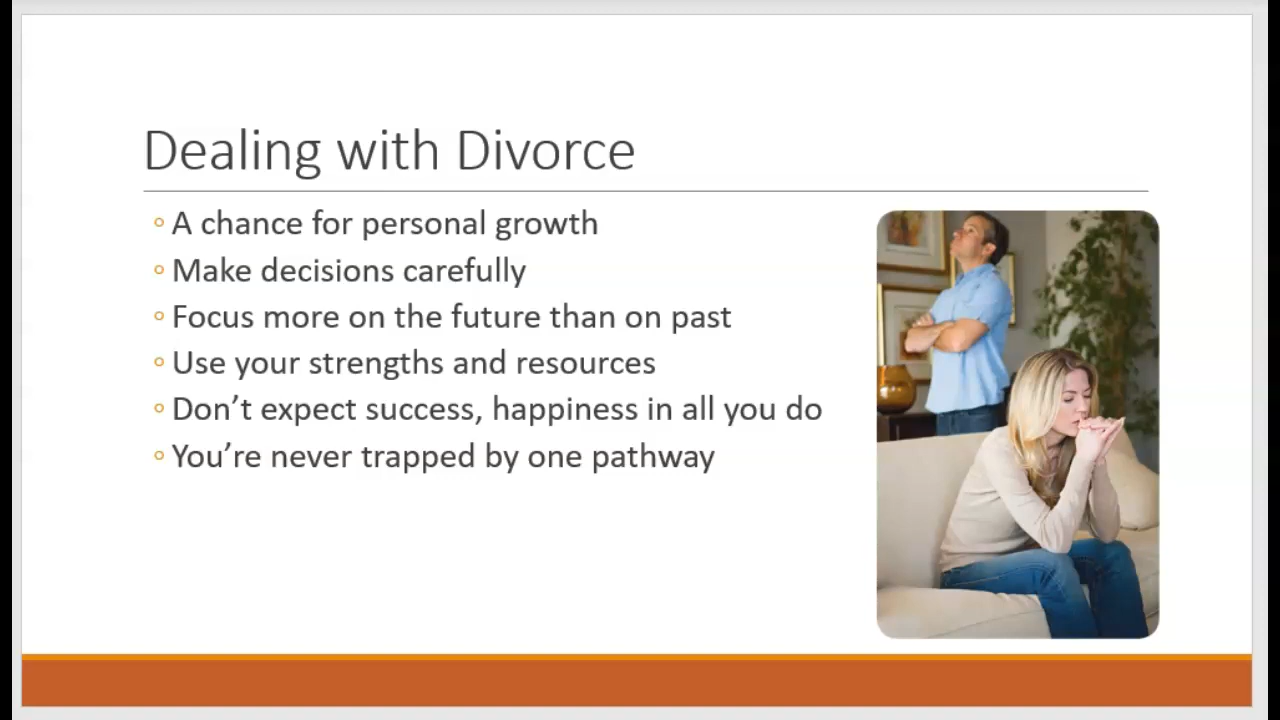 Dealing with Divorce
A chance for personal growth
Make decisions carefully
Focus more on the future than on past
Use your strengths and resources
Don’t expect success, happiness in all you do
You’re never trapped by one pathway